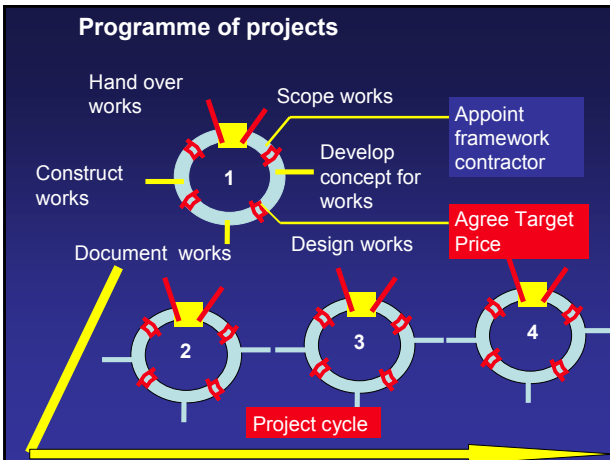 Programme of projects
Hand over
works
Scope works
Appoint
framework
contractor
Construct
works
1
Develop
concept for
works
Agree Target
Price
Document works
Design works
2
3
4
Project cycle